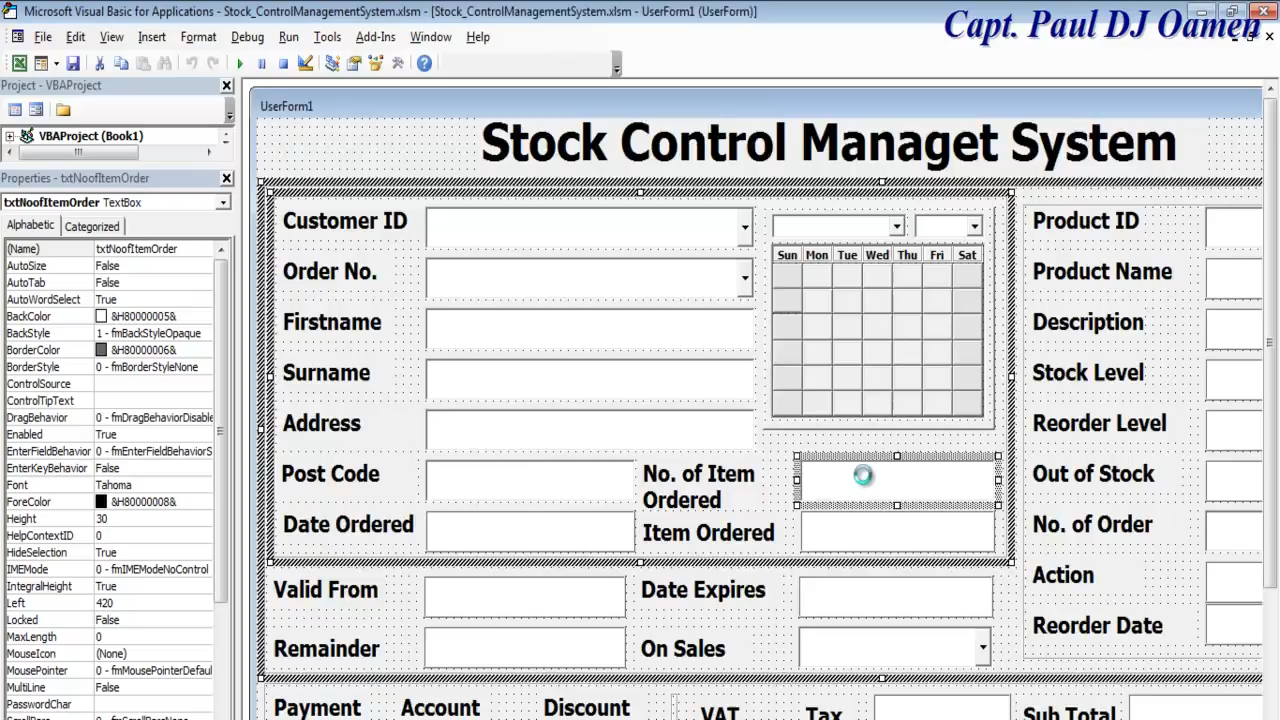 Microsoft Visual Basic for Applications - Stock_ControlManagementSystem.xlsm - [Stock_ControlManagementSystem.xlsm - UserForm1 (UserForm)]
Capt. Paul DJ Oamen
File Edit View Insert Format Debug Run Tools Add-Ins Window Help
Project - VBAProject
VBAProject (Book1)
Properties - txtNoofItemOrder
txtNoofItemOrder TextBox
Alphabetic Categorized
(Name) txtNoofItemOrder
AutoSize False
AutoTab False
AutoWordSelect True
BackColor &H80000005&
BackStyle 1 - fmBackStyleOpaque
BorderColor &H80000006&
BorderStyle 0 - fmBorderStyleNone
ControlSource
ControlTipText
DragBehavior 0 - fmDragBehaviorDisable
Enabled True
EnterFieldBehavior 0 - fmEnterFieldBehaviorS
EnterKeyBehavior False
Font Tahoma
ForeColor &H80000008&
Height 30
HelpContextID 0
HideSelection True
IMEMode 0 - fmIMEModeNoControl
IntegralHeight True
Left 420
Locked False
MaxLength 0
MouseIcon (None)
MousePointer 0 - fmMousePointerDefaul
MultiLine False
PasswordChar
UserForm1
Stock Control Managet System
Customer ID
Order No.
Firstname
Surname
Address
Post Code
No. of Item
Ordered
Date Ordered
Item Ordered
Sun Mon Tue Wed Thu Fri Sat
Valid From
Date Expires
Remainder
On Sales
Product ID
Product Name
Description
Stock Level
Reorder Level
Out of Stock
No. of Order
Action
Reorder Date
Payment Account Discount VAT Tax Sub Total